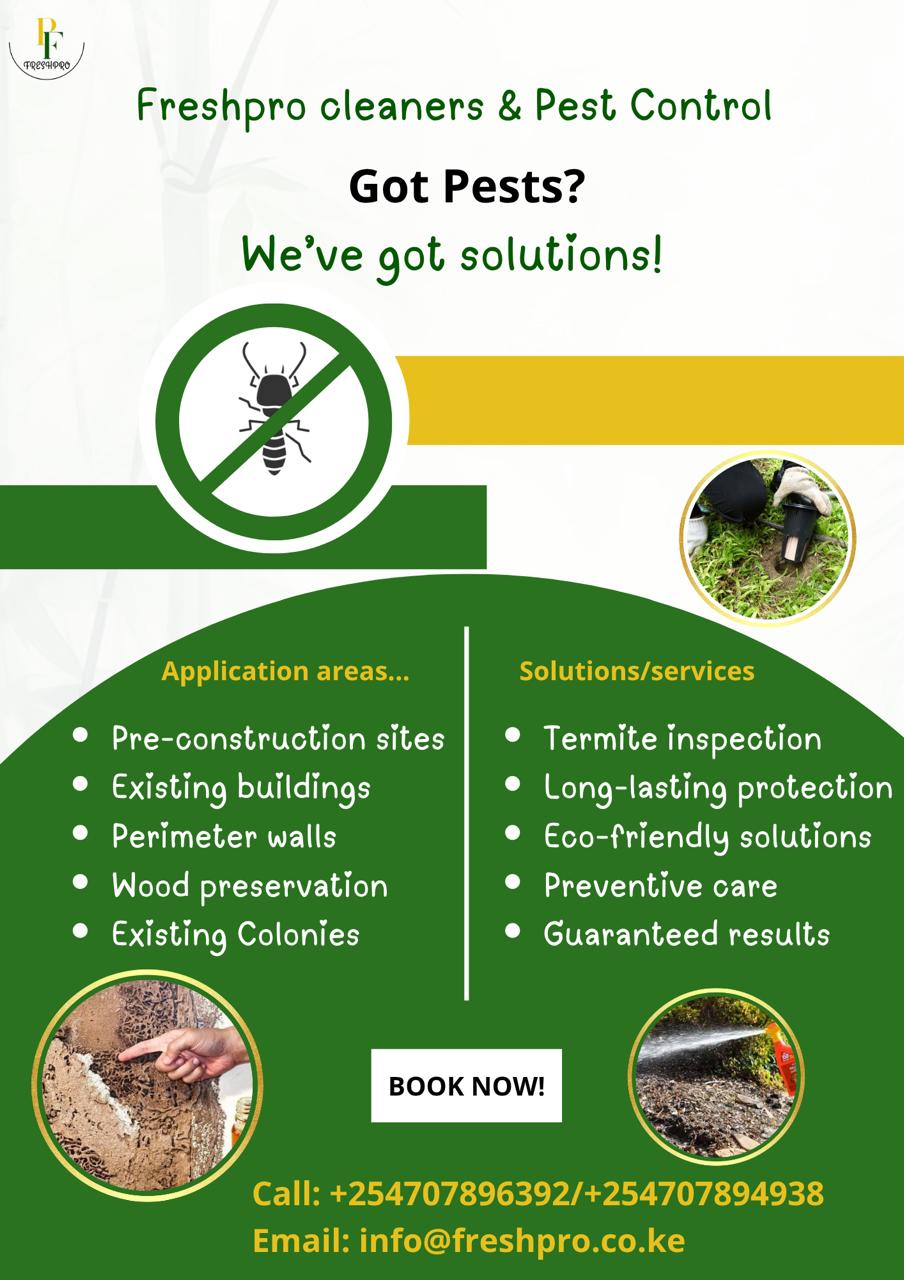 PF
FRESHPRO
Freshpro cleaners & Pest Control
Got Pests?
We've got solutions!
Application areas...
Pre-construction sites
Existing buildings
Perimeter walls
Wood preservation
Existing Colonies
Solutions/services
Termite inspection
Long-lasting protection
Eco-friendly solutions
Preventive care
Guaranteed results
BOOK NOW!
Call: +254707896392/+254707894938
Email: info@freshpro.co.ke